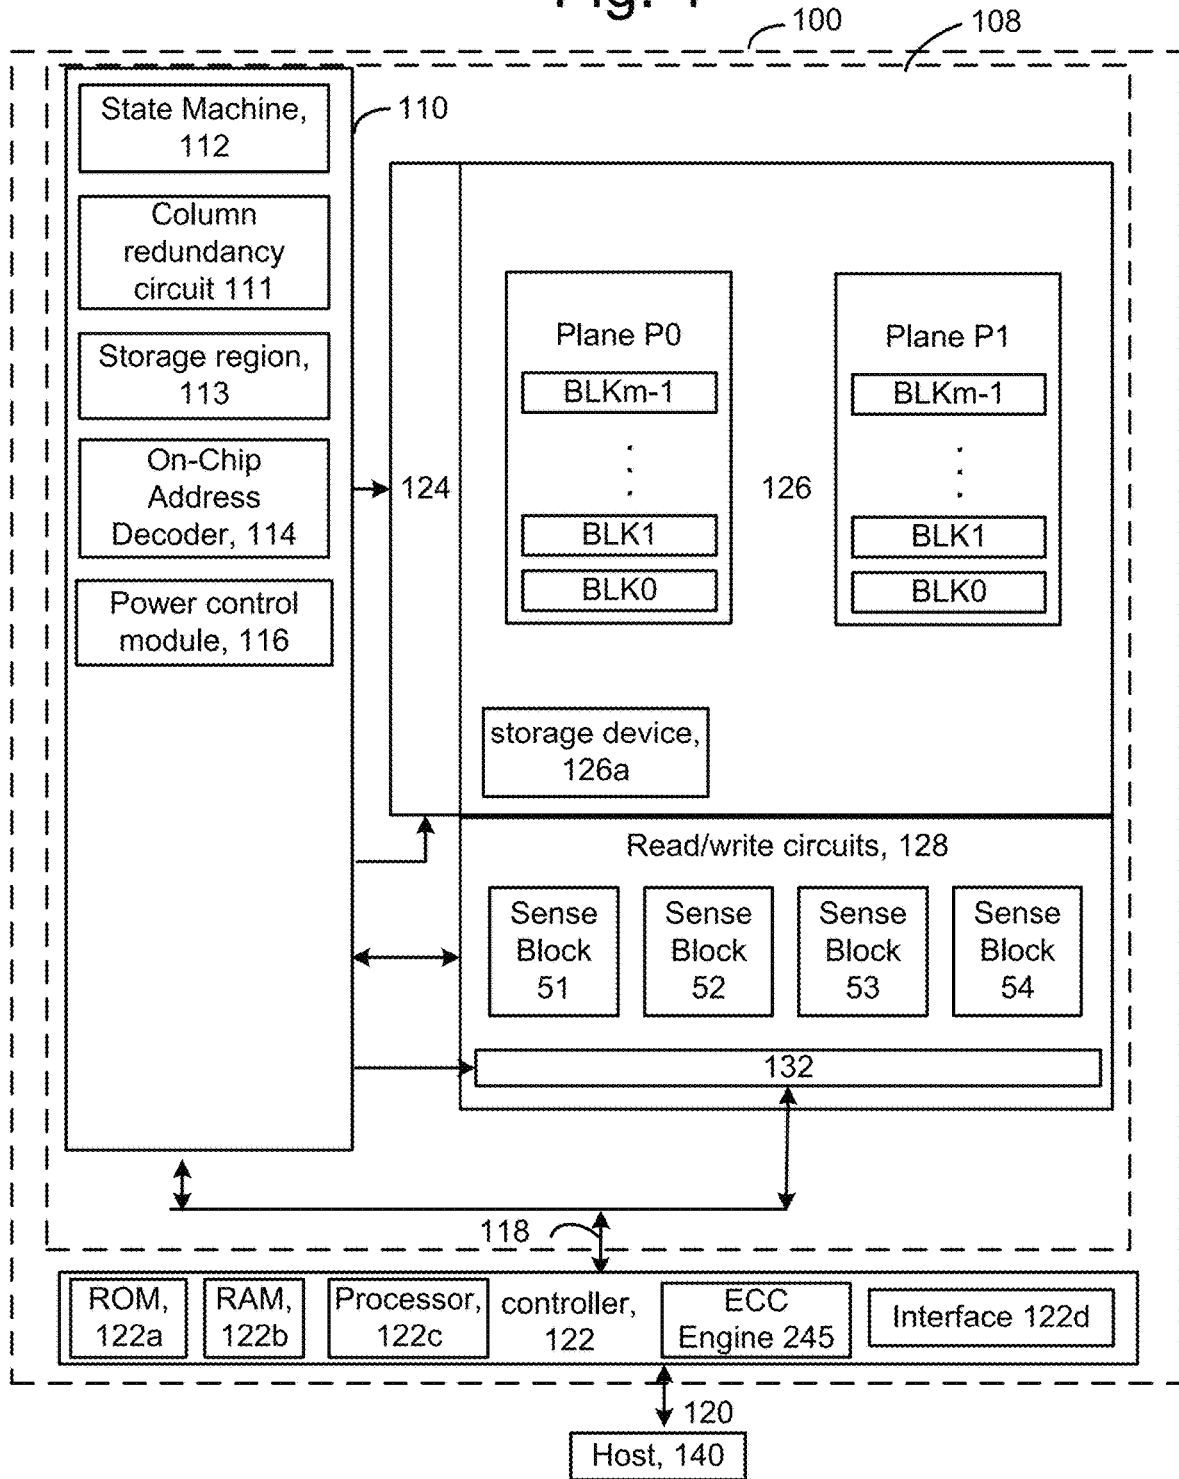 100
108
State Machine,
112
110
Column
redundancy
circuit 111
Storage region,
113
On-Chip
Address
Decoder, 114
Power control
module, 116
124
Plane P0
BLKm-1
BLK1
BLK0
126
Plane P1
BLKm-1
BLK1
BLK0
storage device,
126a
Read/write circuits, 128
Sense
Block
51
Sense
Block
52
Sense
Block
53
Sense
Block
54
132
118
ROM,
122a
RAM,
122b
Processor,
122c
controller,
122
ECC
Engine 245
Interface 122d
120
Host, 140